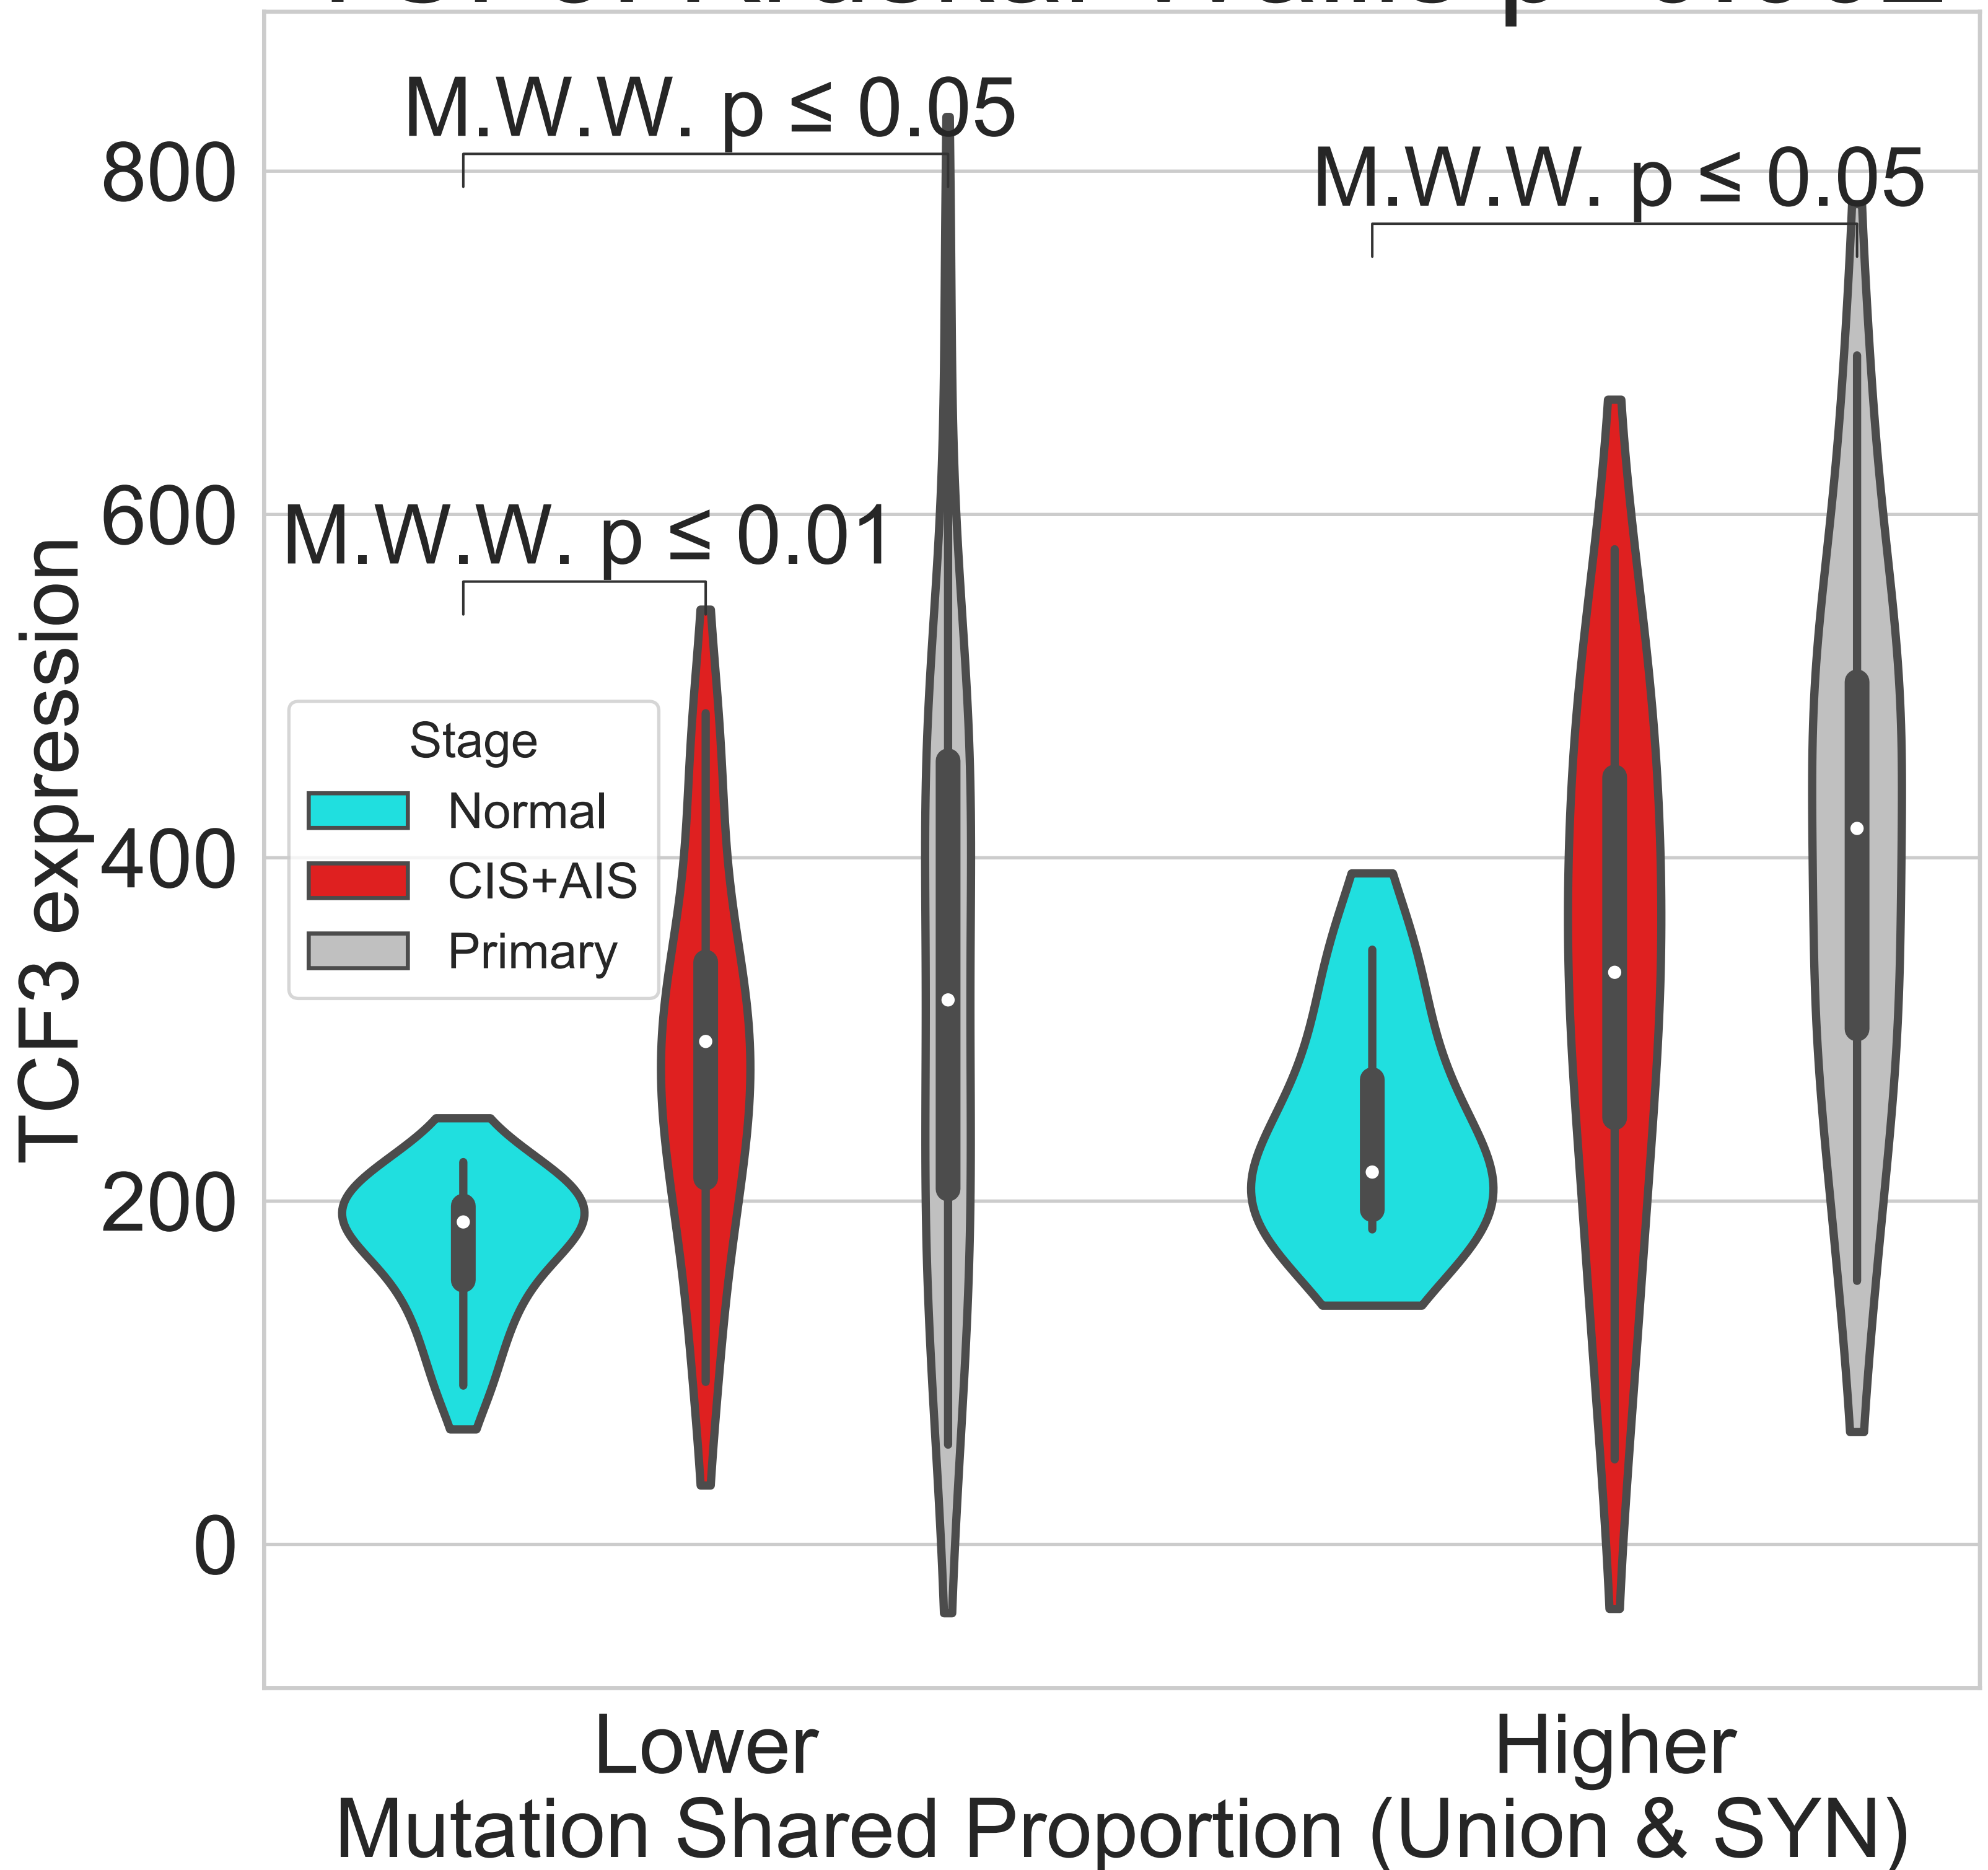 M.W.W. p ≤ 0.05
800
M.W.W. p ≤ 0.05
600
M.W.W. p ≤ 0.01
TCF3 expression
Stage
Normal
CIS+AIS
Primary
400
200
0
Lower
Higher
Mutation Shared Proportion (Union & SYN)